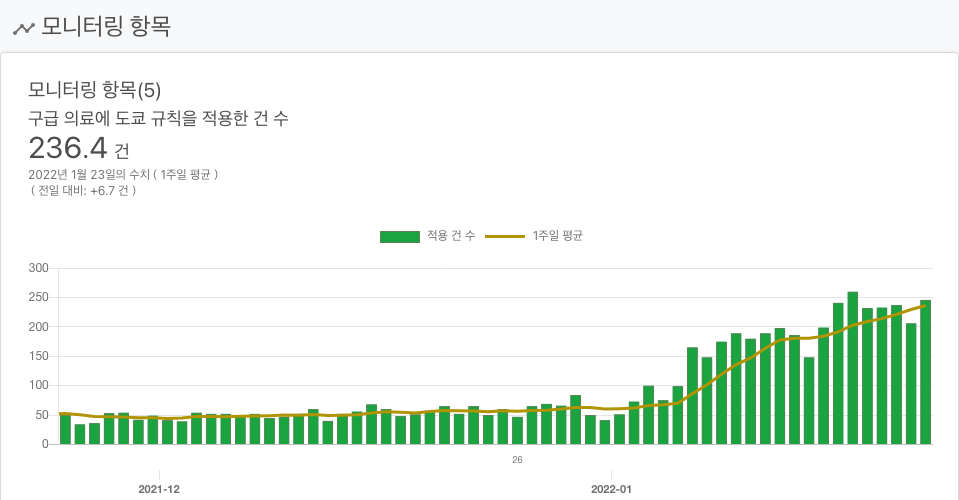 모니터링 항목
모니터링 항목(5)
구급 의료에 도쿄 규칙을 적용한 건 수
236.4 건
2022년 1월 23일의 수치 ( 1주일 평균 )
( 전일 대비: +6.7 건 )
적용 건 수 1주일 평균
300
250
200
150
100
50
0
26
2021-12 2022-01